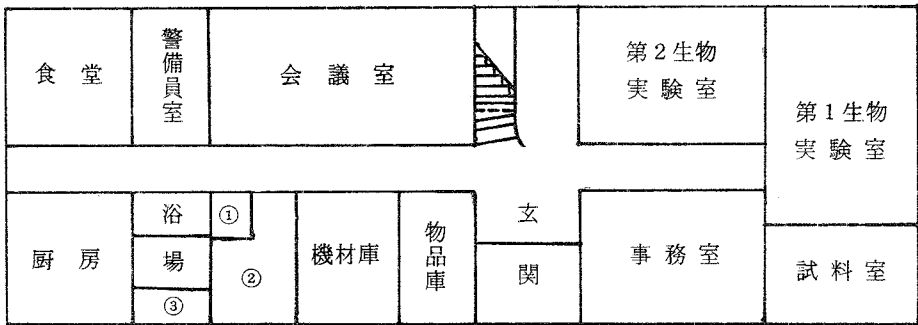 食堂
警備員室
会議室
第2生物
実験室
第1生物
実験室
厨房
浴
場
①
②
③
機材庫
物品庫
玄
関
事務室
試料室